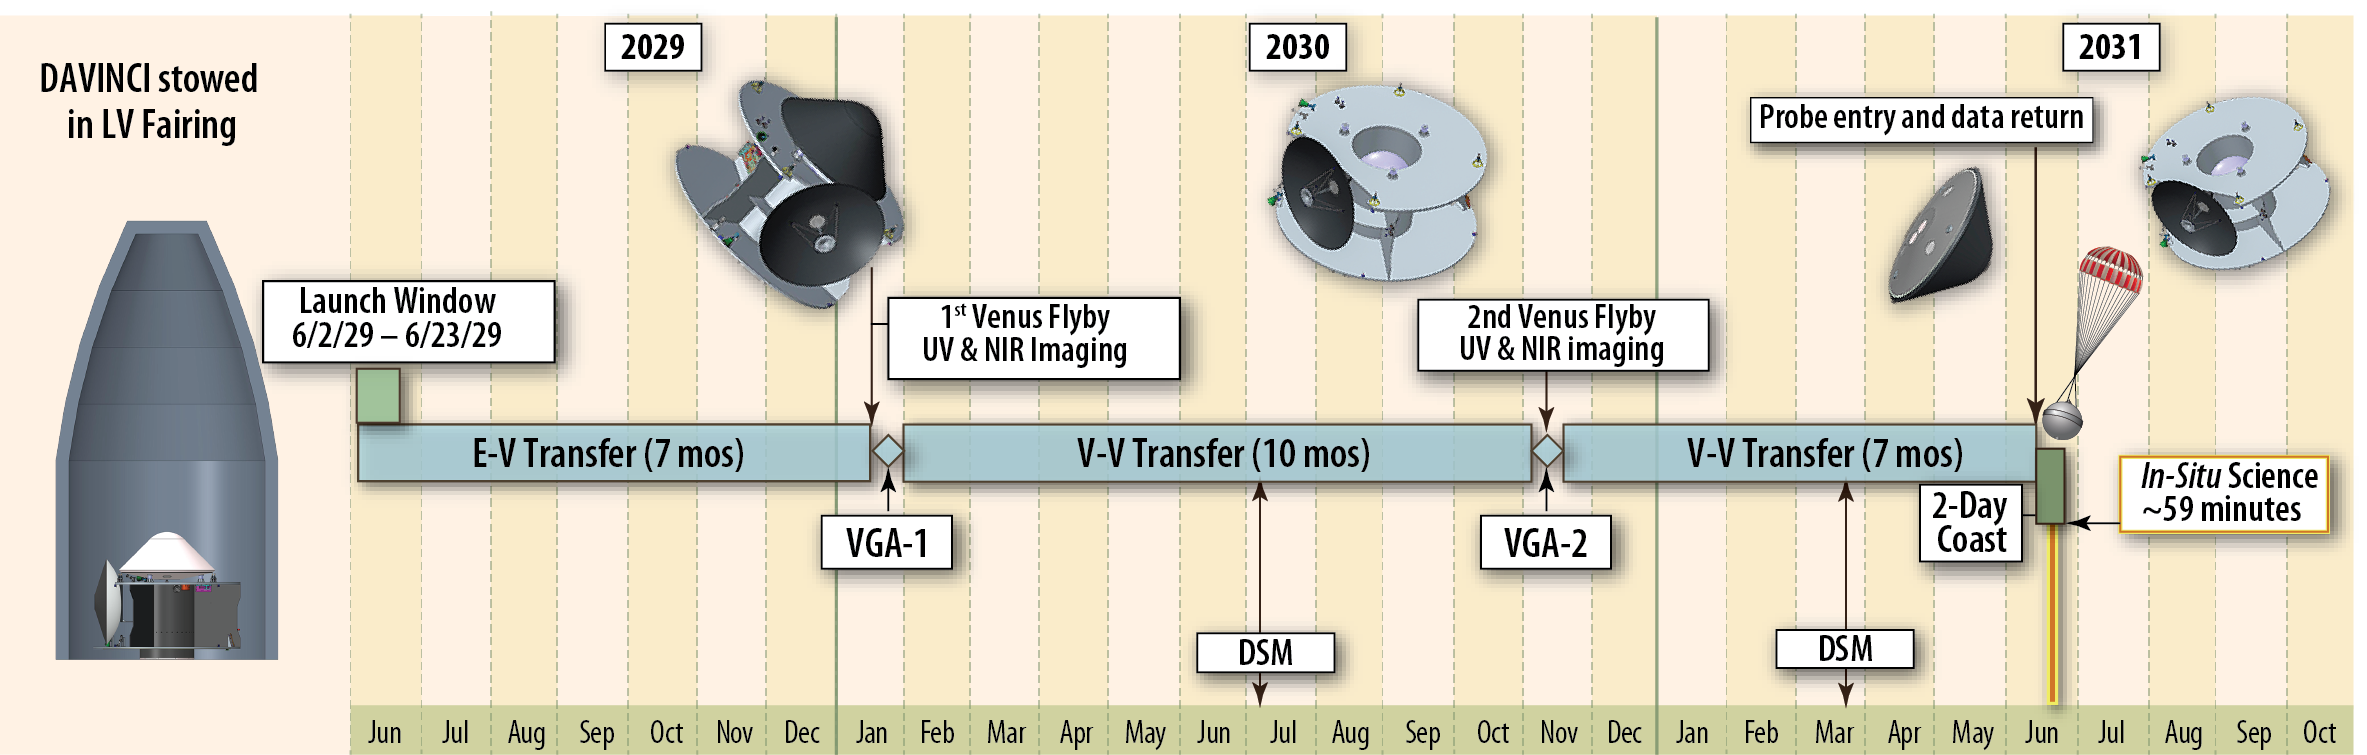 DAVINCI stowed
in LV Fairing
2029
2030
2031
Probe entry and data return
Launch Window
6/2/29 – 6/23/29
1st Venus Flyby
UV & NIR Imaging
2nd Venus Flyby
UV & NIR imaging
E-V Transfer (7 mos)
V-V Transfer (10 mos)
V-V Transfer (7 mos)
VGA-1
VGA-2
2-Day
Coast
In-Situ Science
~59 minutes
DSM
DSM
Jun Jul Aug Sep Oct Nov Dec Jan Feb Mar Apr May Jun Jul Aug Sep Oct Nov Dec Jan Feb Mar Apr May Jun Jul Aug Sep Oct